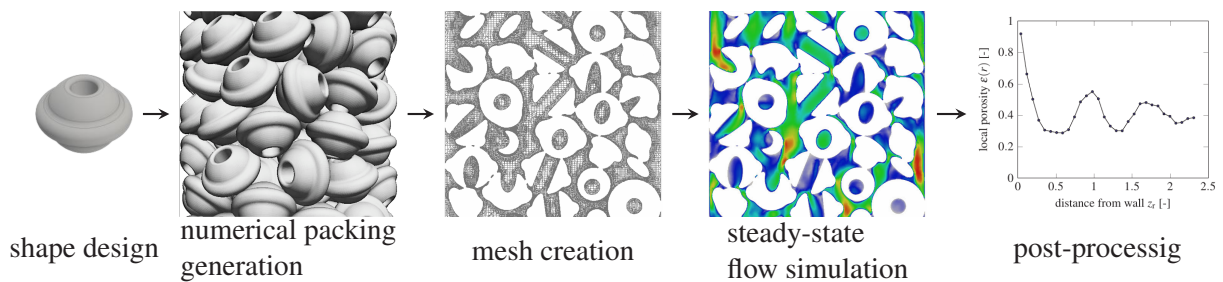 shape design
numerical packing
generation
mesh creation
steady-state
flow simulation
1
0.8
0.6
0.4
0.2
0
local porosity ε(r) [-]
0 0.5 1 1.5 2 2.5
distance from wall zᵣ [-]
post-processig